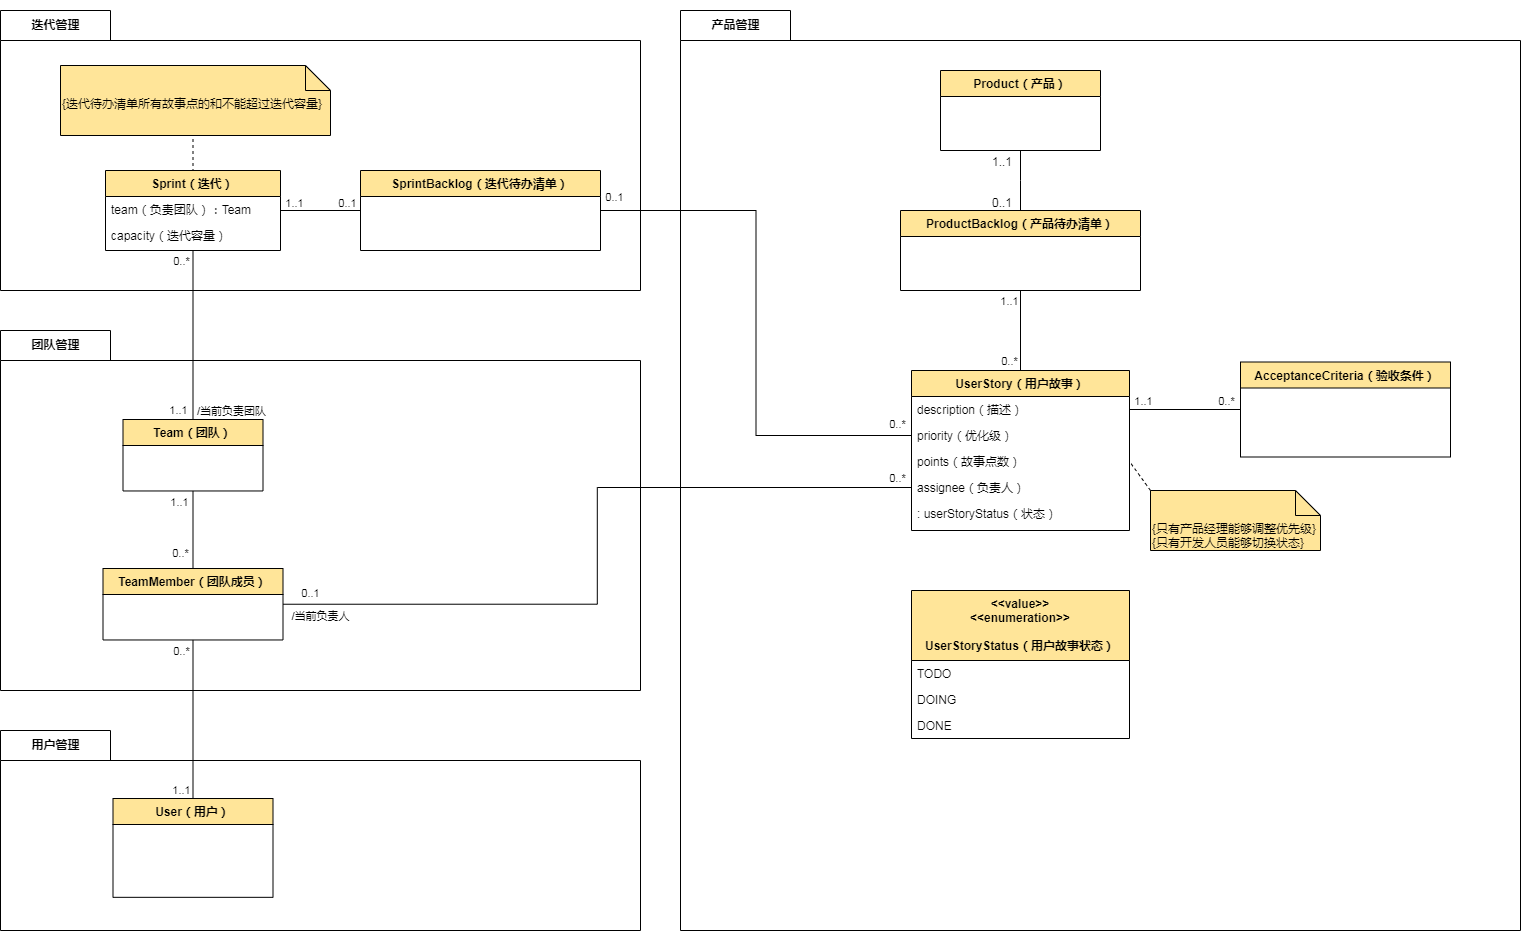 迭代管理
{迭代待办清单所有故事点的和不能超过迭代容量}
Sprint（迭代）
team（负责团队）: Team
capacity（迭代容量）
1..1
0..1
SprintBacklog（迭代待办清单）
0..1
0..*
团队管理
1..1
/当前负责团队
Team（团队）
1..1
0..*
TeamMember（团队成员）
0..1
/当前负责人
0..*
用户管理
1..1
User（用户）
产品管理
Product（产品）
1..1
0..1
ProductBacklog（产品待办清单）
1..1
0..*
UserStory（用户故事）
description（描述）
priority（优化级）
points（故事点数）
assignee（负责人）
: userStoryStatus（状态）
0..*
0..*
1..1
0..*
AcceptanceCriteria（验收条件）
{只有产品经理能够调整优先级}
{只有开发人员能够切换状态}
<<value>>
<<enumeration>>
UserStoryStatus（用户故事状态）
TODO
DOING
DONE